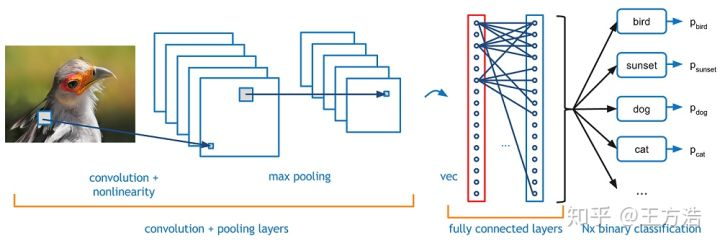 bird
p_bird
sunset
p_sunset
dog
p_dog
cat
p_cat
...
...
convolution +
nonlinearity
max pooling
vec
convolution + pooling layers
fully connected layers
Nx binary classification
知乎 @王方浩